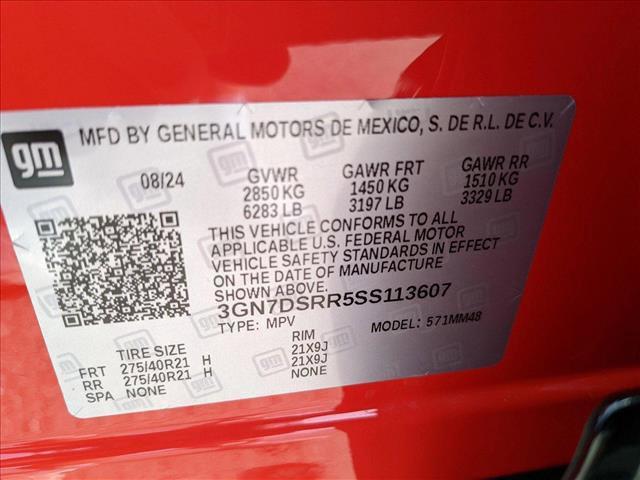 gm
MFD BY GENERAL MOTORS DE MEXICO, S. DE R.L. DE C.V.
08/24 GVWR GAWR FRT GAWR RR
2850 KG 1450 KG 1510 KG
6283 LB 3197 LB 3329 LB
THIS VEHICLE CONFORMS TO ALL
APPLICABLE U.S. FEDERAL MOTOR
VEHICLE SAFETY STANDARDS IN EFFECT
ON THE DATE OF MANUFACTURE
SHOWN ABOVE.
3GN7DSRR5SS113607
TYPE: MPV MODEL: 571MM48
TIRE SIZE RIM
FRT 275/40R21 H 21X9J
RR 275/40R21 H 21X9J
SPA NONE NONE